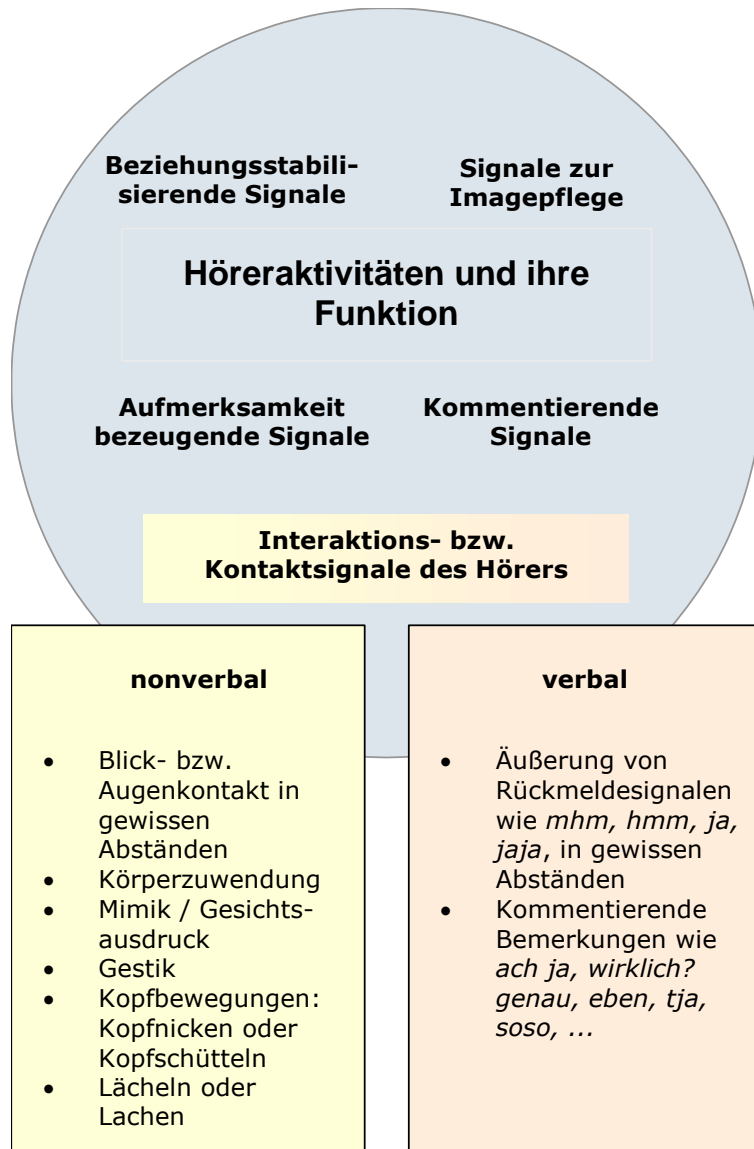 Beziehungsstabili-
sierende Signale
Signale zur
Imagepflege
Höreraktivitäten und ihre
Funktion
Aufmerksamkeit
bezeugende Signale
Kommentierende
Signale
Interaktions- bzw.
Kontaktsignale des Hörers
nonverbal
• Blick- bzw.
Augenkontakt in
gewissen
Abständen
• Körperzuwendung
• Mimik / Gesichts-
ausdruck
• Gestik
• Kopfbewegungen:
Kopfnicken oder
Kopfschütteln
• Lächeln oder
Lachen
verbal
• Äußerung von
Rückmeldesignalen
wie mhm, hmm, ja,
jaja, in gewissen
Abständen
• Kommentierende
Bemerkungen wie
ach ja, wirklich?
genau, eben, tja,
soso, ...